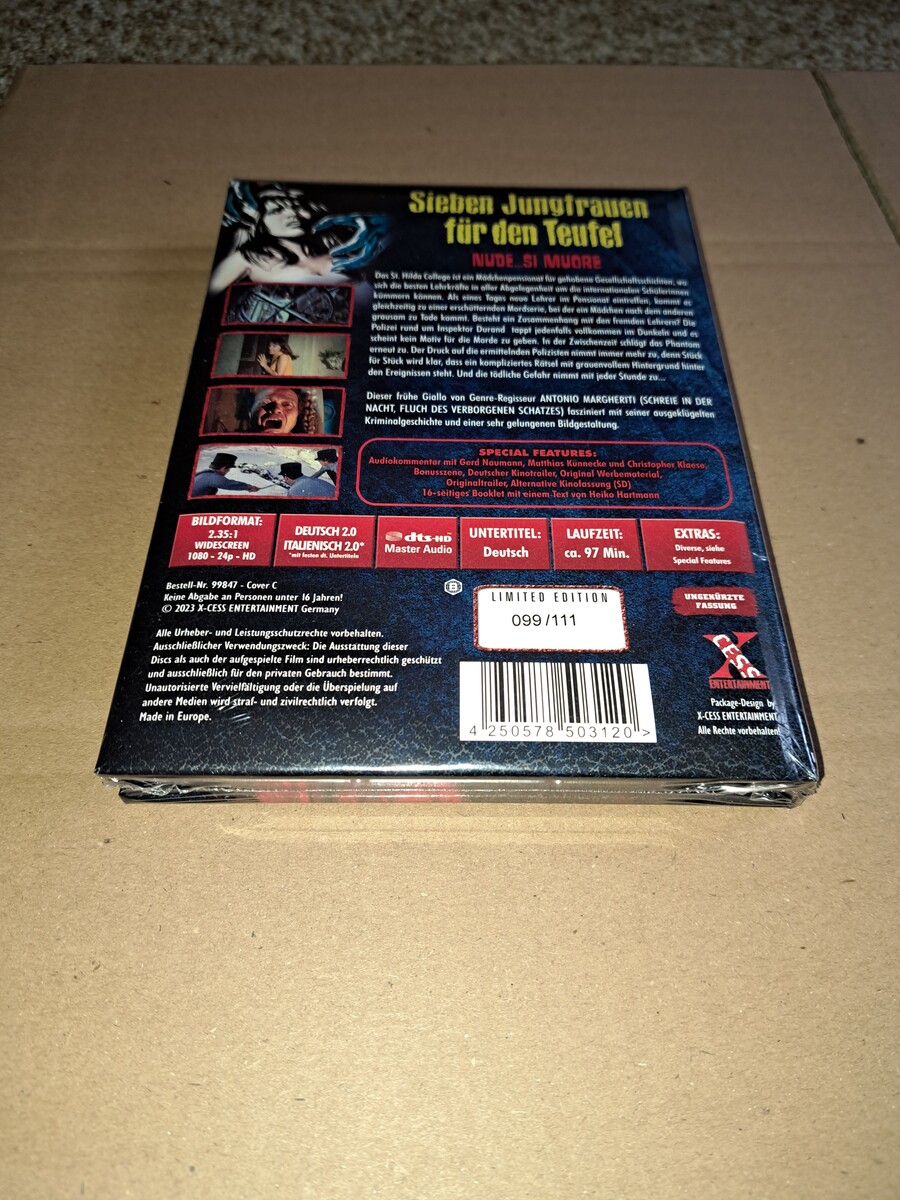 Sieben Jungfrauen
für den Teufel
NUDE... SI MUORE
Das St. Hilda College ist ein Mädchenpensionat für gehobene Gesellschaftsschichten, wo
sich die besten Lehrkräfte in aller Abgelegenheit um die internationalen Schülerinnen
kümmern können. Als eines Tages neue Lehrer im Pensionat eintreffen, kommt es
gleichzeitig zu einer erschütternden Mordserie, bei der ein Mädchen nach dem anderen
grausam zu Tode kommt. Besteht ein Zusammenhang mit den fremden Lehrern? Die
Polizei rund um Inspektor Durand tappt jedenfalls vollkommen im Dunkeln und es
scheint kein Motiv für die Morde zu geben. In der Zwischenzeit schlägt das Phantom
erneut zu. Der Druck auf die ermittelnden Polizisten nimmt immer mehr zu, denn Stück
für Stück wird klar, dass ein kompliziertes Rätsel mit grauenvollem Hintergrund hinter
den Ereignissen steht. Und die tödliche Gefahr nimmt mit jeder Stunde zu...
Dieser frühe Giallo von Genre-Regisseur ANTONIO MARGHERITI (SCHREIE IN DER
NACHT, FLUCH DES VERBORGENEN SCHATZES) fasziniert mit seiner ausgeklügelten
Kriminalgeschichte und einer sehr gelungenen Bildgestaltung.
SPECIAL FEATURES:
Audiokommentar mit Gerd Naumann, Matthias Künnecke und Christopher Klaese,
Bonusszene, Deutscher Kinotrailer, Original Werbematerial,
Originaltrailer, Alternative Kinofassung (SD)
16-seitiges Booklet mit einem Text von Heiko Hartmann
BILDFORMAT:
2.35:1
WIDESCREEN
1080 - 24p - HD
DEUTSCH 2.0
ITALIENISCH 2.0*
*mit festen dt. Untertiteln
dts-HD
Master Audio
UNTERTITEL:
Deutsch
LAUFZEIT:
ca. 97 Min.
EXTRAS:
Diverse, siehe
Special Features
Bestell-Nr. 99847 - Cover C
Keine Abgabe an Personen unter 16 Jahren!
© 2023 X-CESS ENTERTAINMENT Germany
B
LIMITED EDITION
099/111
UNGEKÜRZTE
FASSUNG
Alle Urheber- und Leistungsschutzrechte vorbehalten.
Ausschließlicher Verwendungszweck: Die Ausstattung dieser
Discs als auch der aufgespielte Film sind urheberrechtlich geschützt
und ausschließlich für den privaten Gebrauch bestimmt.
Unautorisierte Vervielfältigung oder die Überspielung auf
andere Medien wird straf- und zivilrechtlich verfolgt.
Made in Europe.
4 250578 503120 >
X-CESS
ENTERTAINMENT
Package-Design by
X-CESS ENTERTAINMENT
Alle Rechte vorbehalten